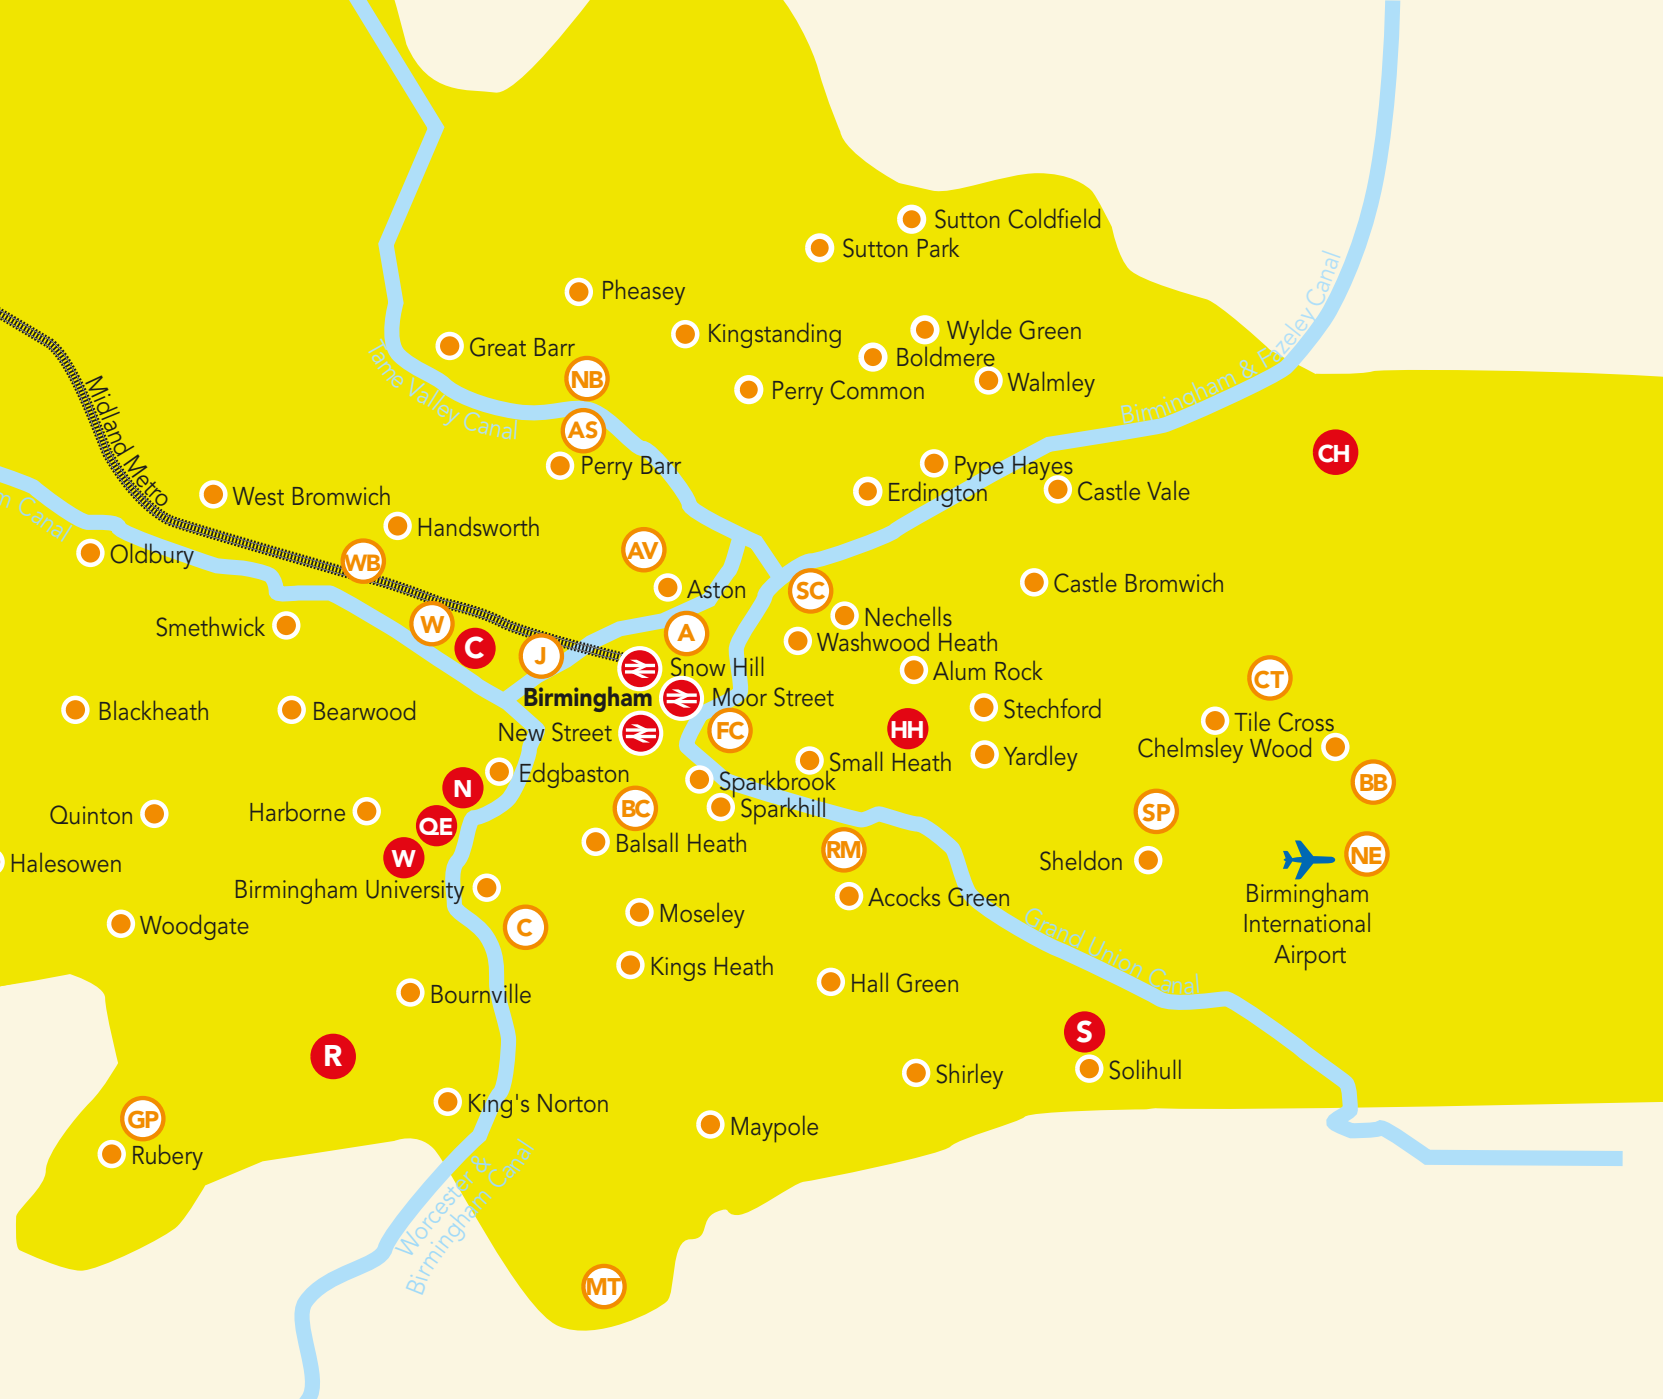 Sutton Coldfield
Sutton Park
Pheasey
Kingstanding
Wylde Green
Great Barr
Boldmere
NB
Walmley
Perry Common
Birmingham & Fazeley Canal
Tame Valley Canal
AS
Midland Metro
CH
Perry Barr
Pype Hayes
Erdington
Castle Vale
West Bromwich
n Canal
Handsworth
Oldbury
WB
AV
Aston
SC
Castle Bromwich
Nechells
Smethwick
W
C
J
A
Washwood Heath
Snow Hill
Alum Rock
CT
Birmingham
Moor Street
Blackheath
Bearwood
Stechford
Tile Cross
New Street
FC
HH
Chelmsley Wood
Yardley
Small Heath
Edgbaston
Sparkbrook
BB
N
Quinton
Harborne
BC
Sparkhill
SP
QE
Balsall Heath
RM
W
Halesowen
Sheldon
NE
Birmingham University
Acocks Green
Birmingham
International
Airport
Woodgate
C
Moseley
Grand Union Canal
Kings Heath
Hall Green
Bournville
S
R
Shirley
Solihull
King's Norton
GP
Maypole
Rubery
Worcester &
Birmingham Canal
MT